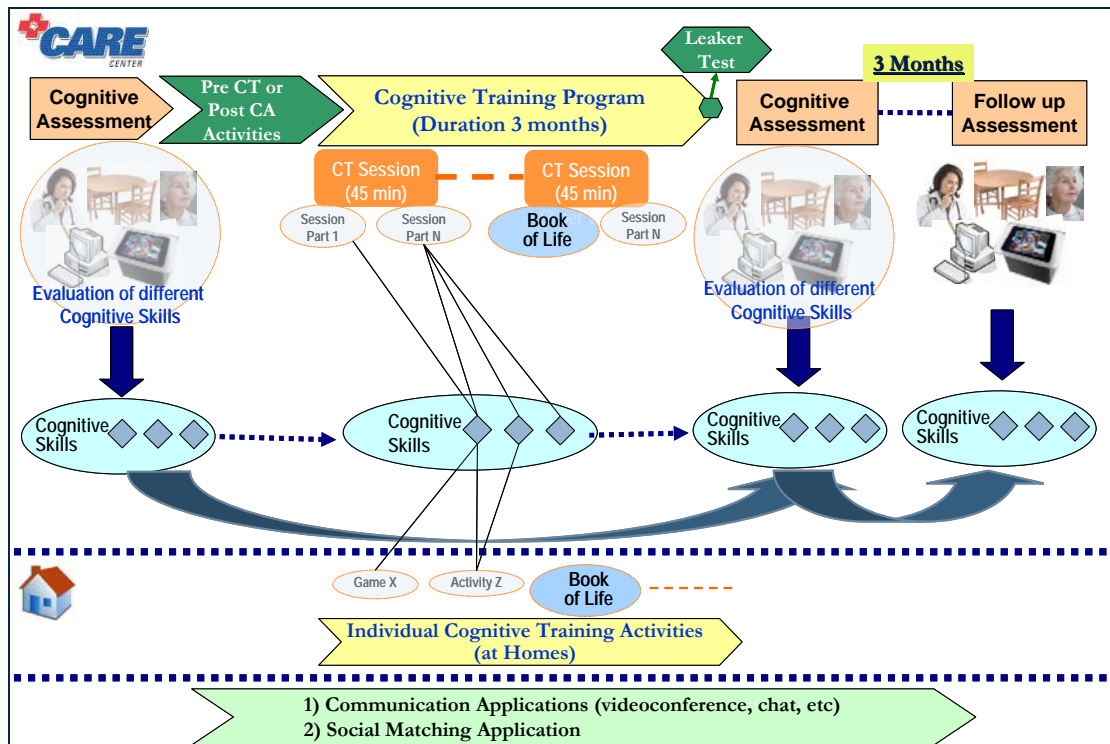 CARE
CENTER
Leaker
Test
3 Months
Cognitive
Assessment
Pre CT or
Post CA
Activities
Cognitive Training Program
(Duration 3 months)
Cognitive
Assessment
Follow up
Assessment
CT Session
(45 min)
CT Session
(45 min)
Session
Part 1
Session
Part N
Book
of Life
Session
Part N
Evaluation of different
Cognitive Skills
Evaluation of different
Cognitive Skills
Cognitive
Skills
Cognitive
Skills
Cognitive
Skills
Cognitive
Skills
Game X
Activity Z
Book
of Life
Individual Cognitive Training Activities
(at Homes)
1) Communication Applications (videoconference, chat, etc)
2) Social Matching Application